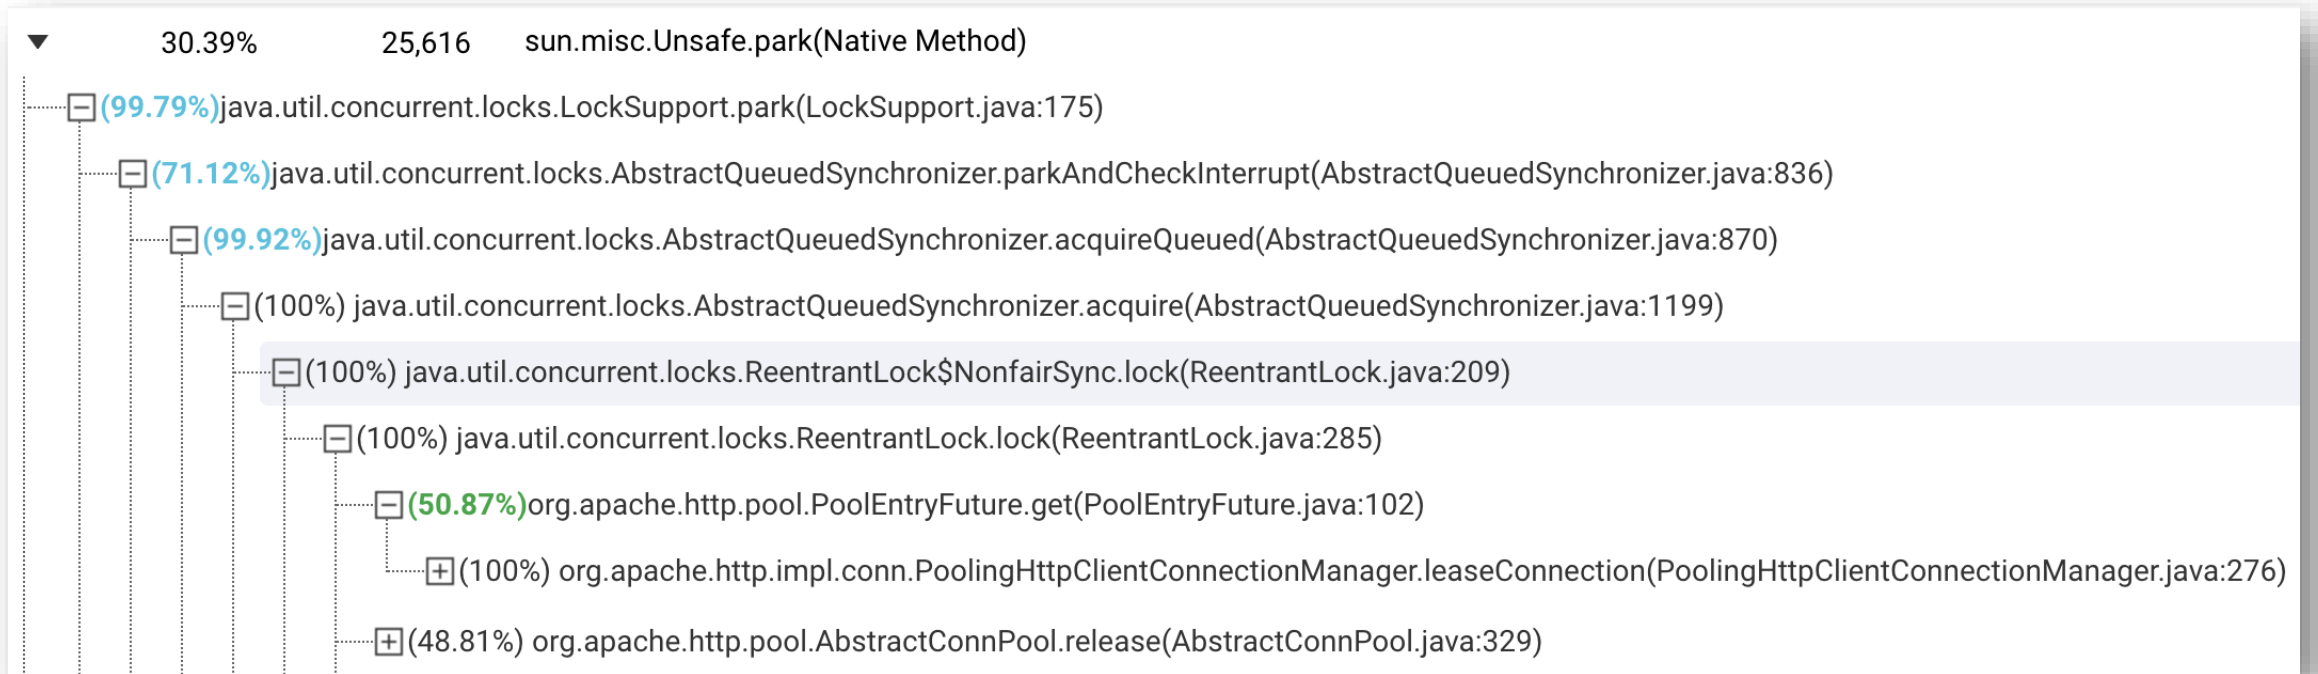 30.39% 25,616 sun.misc.Unsafe.park(Native Method)
(99.79%)java.util.concurrent.locks.LockSupport.park(LockSupport.java:175)
(71.12%)java.util.concurrent.locks.AbstractQueuedSynchronizer.parkAndCheckInterrupt(AbstractQueuedSynchronizer.java:836)
(99.92%)java.util.concurrent.locks.AbstractQueuedSynchronizer.acquireQueued(AbstractQueuedSynchronizer.java:870)
(100%) java.util.concurrent.locks.AbstractQueuedSynchronizer.acquire(AbstractQueuedSynchronizer.java:1199)
(100%) java.util.concurrent.locks.ReentrantLock$NonfairSync.lock(ReentrantLock.java:209)
(100%) java.util.concurrent.locks.ReentrantLock.lock(ReentrantLock.java:285)
(50.87%)org.apache.http.pool.PoolEntryFuture.get(PoolEntryFuture.java:102)
(100%) org.apache.http.impl.conn.PoolingHttpClientConnectionManager.leaseConnection(PoolingHttpClientConnectionManager.java:276)
(48.81%) org.apache.http.pool.AbstractConnPool.release(AbstractConnPool.java:329)